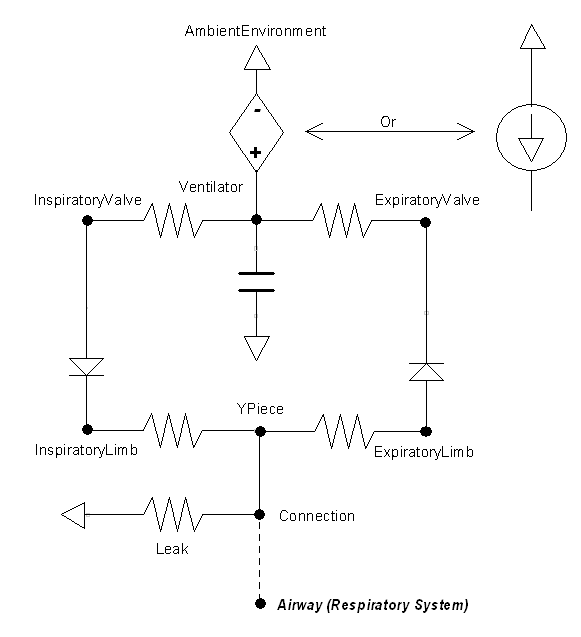 AmbientEnvironment
-
Or
+
Ventilator
InspiratoryValve
ExpiratoryValve
YPiece
InspiratoryLimb
ExpiratoryLimb
Connection
Leak
Airway (Respiratory System)